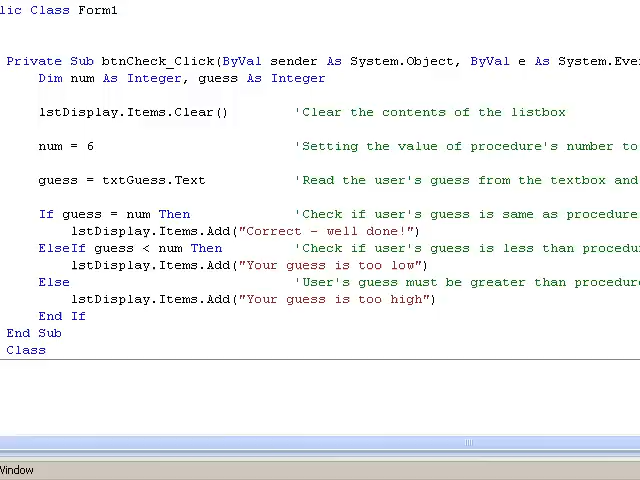 lic Class Form1
Private Sub btnCheck_Click(ByVal sender As System.Object, ByVal e As System.Eve
Dim num As Integer, guess As Integer
lstDisplay.Items.Clear() 'Clear the contents of the listbox
num = 6 'Setting the value of procedure's number to
guess = txtGuess.Text 'Read the user's guess from the textbox and
If guess = num Then 'Check if user's guess is same as procedure
lstDisplay.Items.Add("Correct - well done!")
ElseIf guess < num Then 'Check if user's guess is less than procedu
lstDisplay.Items.Add("Your guess is too low")
Else 'User's guess must be greater than procedur
lstDisplay.Items.Add("Your guess is too high")
End If
End Sub
Class
Window